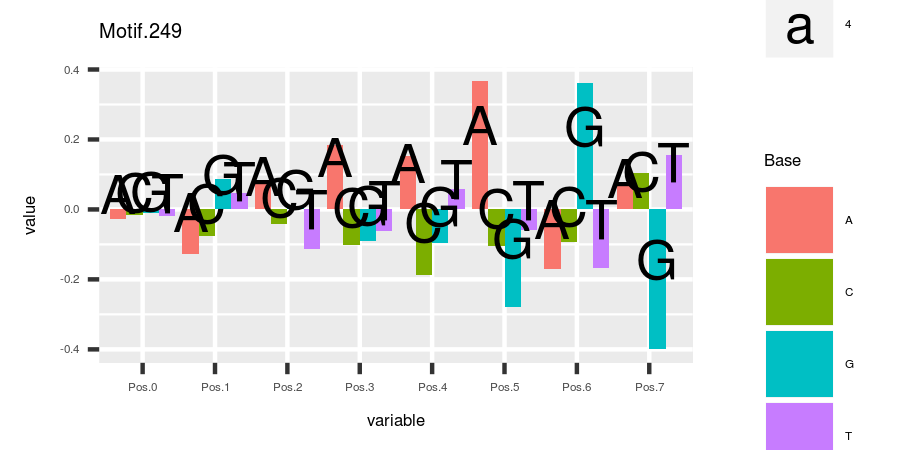 Motif.249
a 4
0.4
0.2
0.0
-0.2
-0.4
value
A C G T A C G T A C G T A C G T A C G T A C G T A C G T A C G T
Pos.0 Pos.1 Pos.2 Pos.3 Pos.4 Pos.5 Pos.6 Pos.7
variable
Base
A
C
G
T